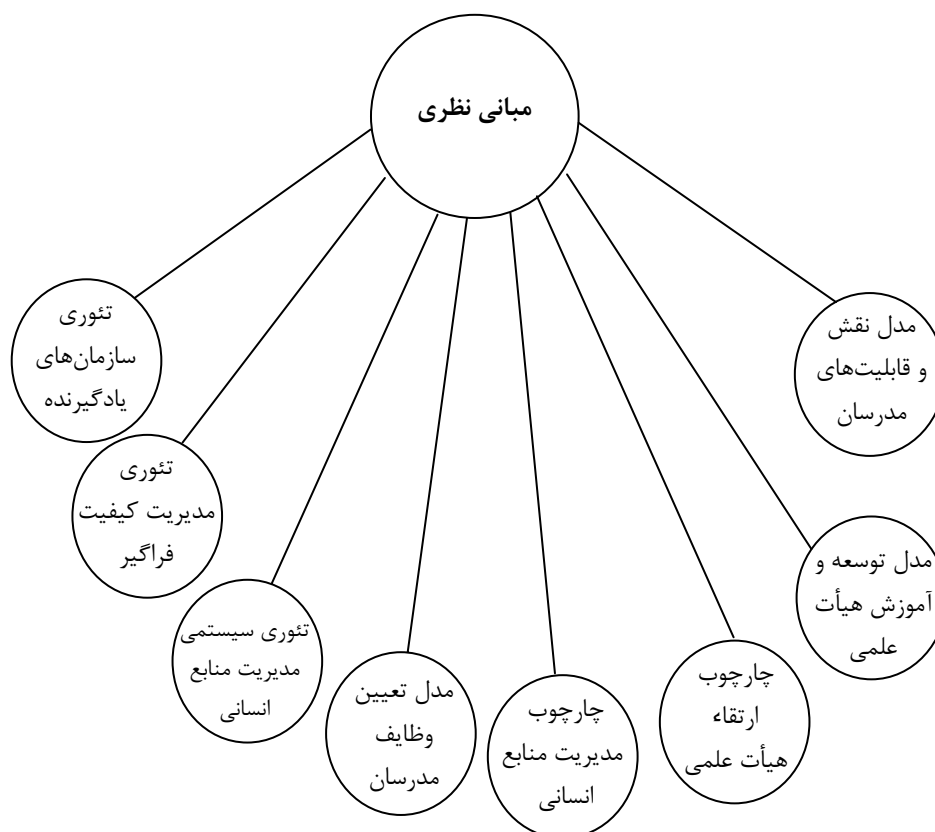 مبانی نظری
مدل نقش
و قابلیت‌های
مدرسان
مدل توسعه و
آموزش هیأت
علمی
چارچوب
ارتقاء
هیأت علمی
چارچوب
مدیریت منابع
انسانی
مدل تعیین
وظایف
مدرسان
تئوری سیستمی
مدیریت منابع
انسانی
تئوری
مدیریت کیفیت
فراگیر
تئوری
سازمان‌های
یادگیرنده